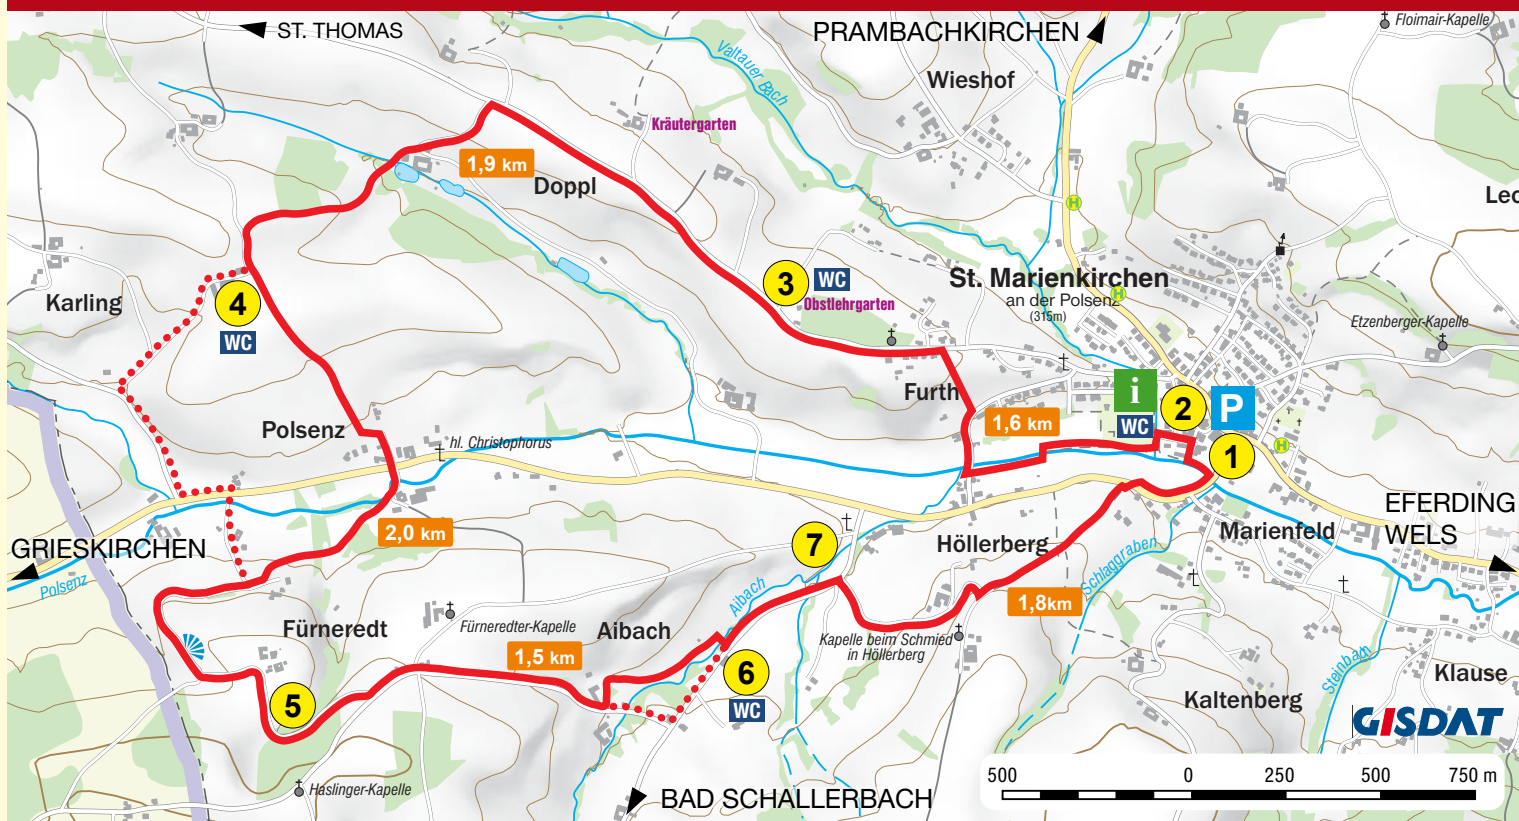 ST. THOMAS
PRAMBACHKIRCHEN
Floimair-Kapelle
Valtauer Bach
Wieshof
Kräutergarten
1,9 km
Doppl
Lec
3
WC
Obstlehrgarten
St. Marienkirchen
an der Polsenz
(315m)
H
H
Karling
4
WC
Etzenberger-Kapelle
Furth
i
WC
2
P
1,6 km
Polsenz
hl. Christophorus
1
H
EFERDING
WELS
2,0 km
GRIESKIRCHEN
Polsenz
7
Höllerberg
Marienfeld
Schlaggraben
Aibach
1,8km
Fürneredt
Fürneredter-Kapelle
Aibach
Kapelle beim Schmied
in Höllerberg
1,5 km
6
WC
5
Steinbach
Klause
Kaltenberg
GISDAT
Haslinger-Kapelle
BAD SCHALLERBACH
500 0 250 500 750 m